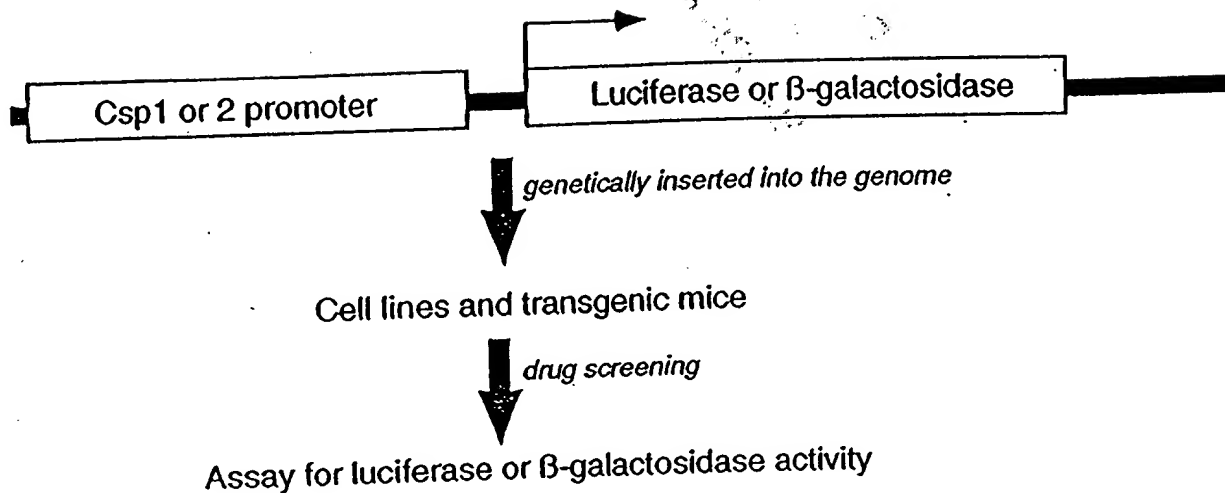 Csp1 or 2 promoter
Luciferase or ß-galactosidase
genetically inserted into the genome
Cell lines and transgenic mice
drug screening
Assay for luciferase or ß-galactosidase activity